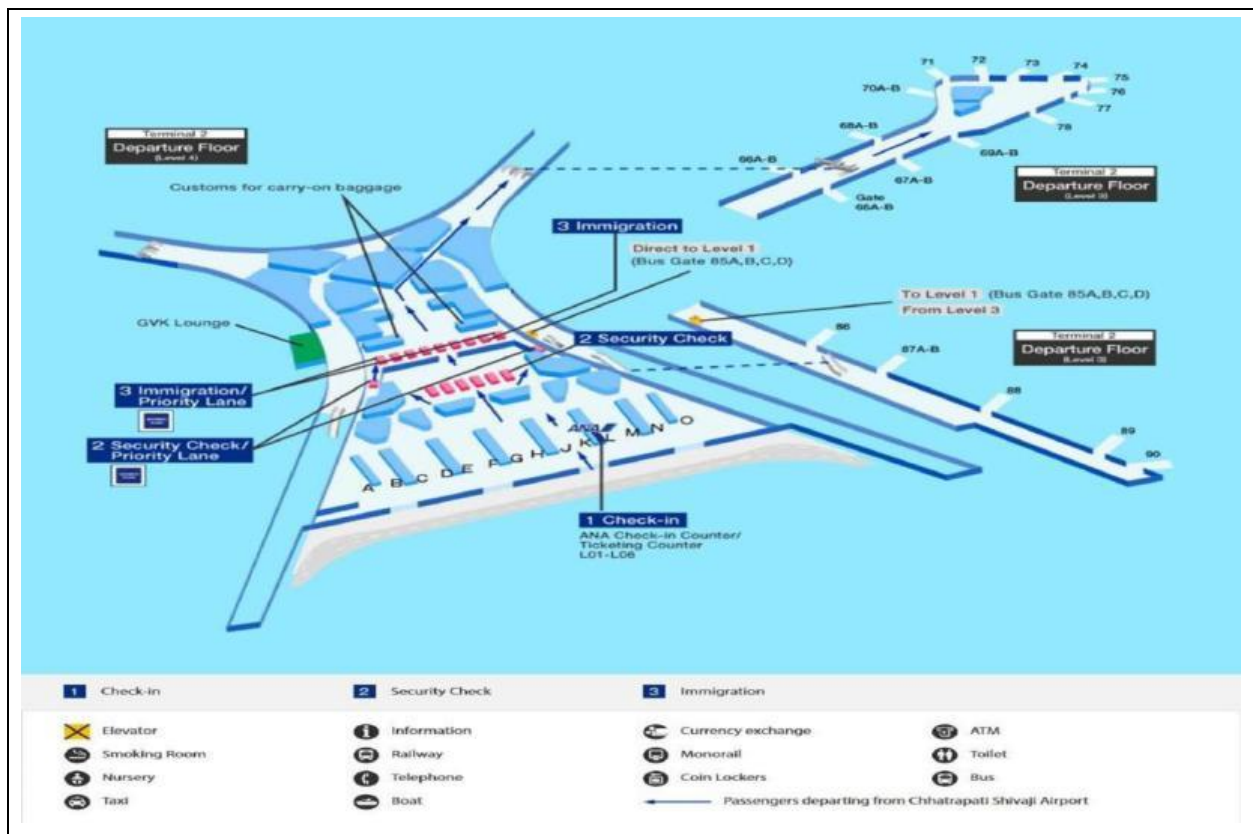 71
72
73
74
75
76
77
78
70A-B
68A-B
69A-B
66A-B
67A-B
Gate
66A-B
Terminal 2
Departure Floor
(Level 3)
Terminal 2
Departure Floor
(Level 4)
Customs for carry-on baggage
3 Immigration
Direct to Level 1
(Bus Gate 85A,B,C,D)
To Level 1 (Bus Gate 85A,B,C,D)
From Level 3
GVK Lounge
2 Security Check
86
87A-B
Terminal 2
Departure Floor
(Level 3)
3 Immigration/
Priority Lane
88
2 Security Check/
Priority Lane
89
90
ANA
A B C D E F G H J K L M N O
1 Check-in
ANA Check-in Counter/
Ticketing Counter
L01-L06
1 Check-in
2 Security Check
3 Immigration
Elevator
Information
Currency exchange
ATM
Smoking Room
Railway
Monorail
Toilet
Nursery
Telephone
Coin Lockers
Bus
Taxi
Boat
Passengers departing from Chhatrapati Shivaji Airport